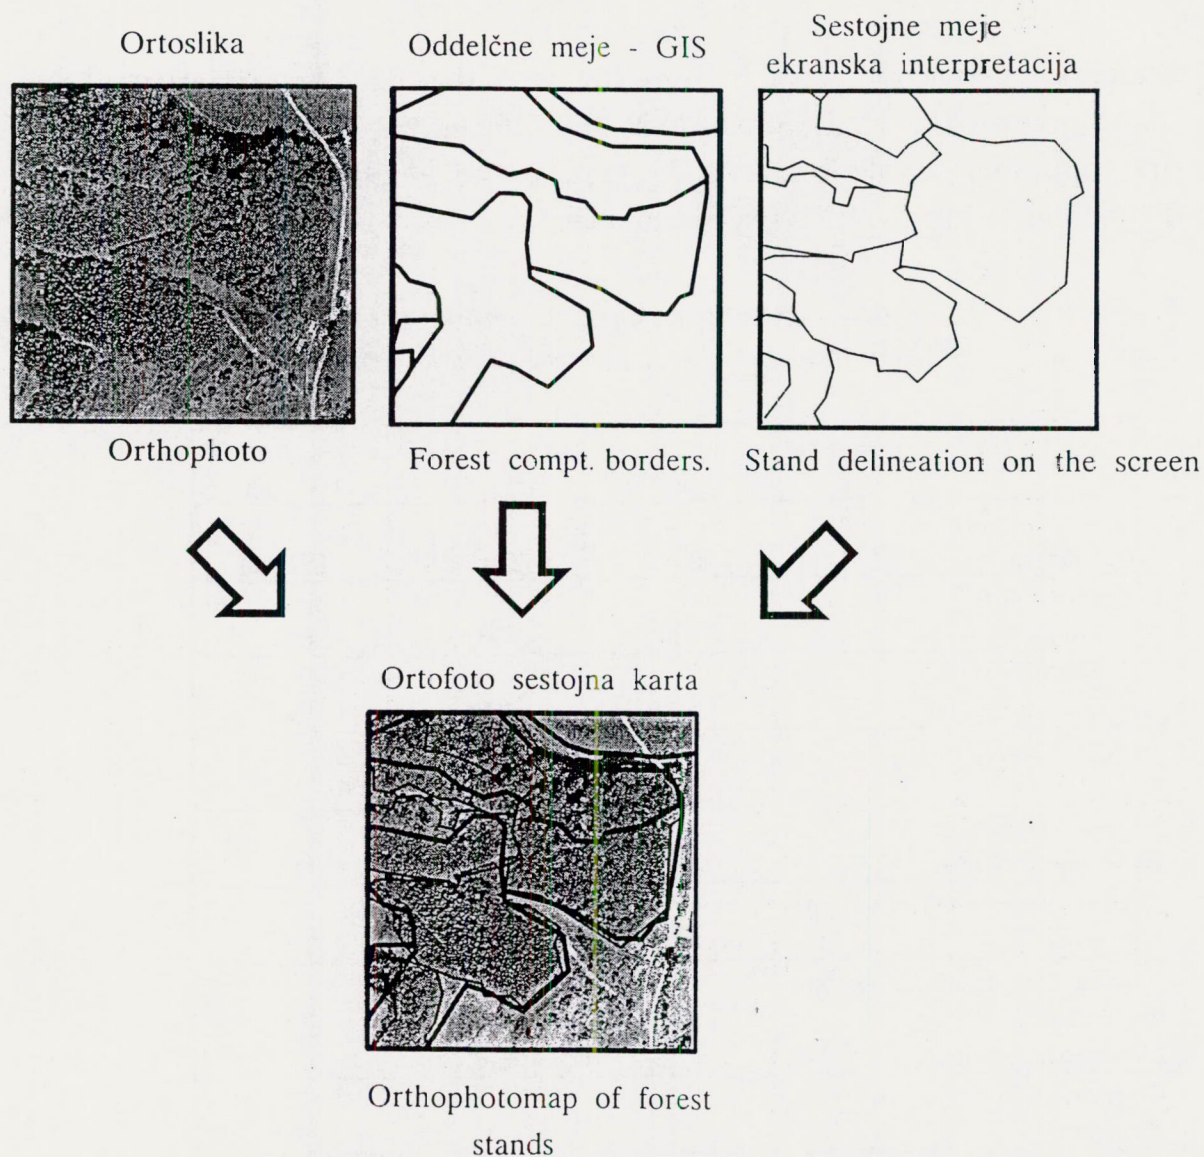 Ortoslika
Oddelčne meje - GIS
Sestojne meje
ekranska interpretacija
Orthophoto
Forest compt. borders.
Stand delineation on the screen
Ortofoto sestojna karta
Orthophotomap of forest
stands